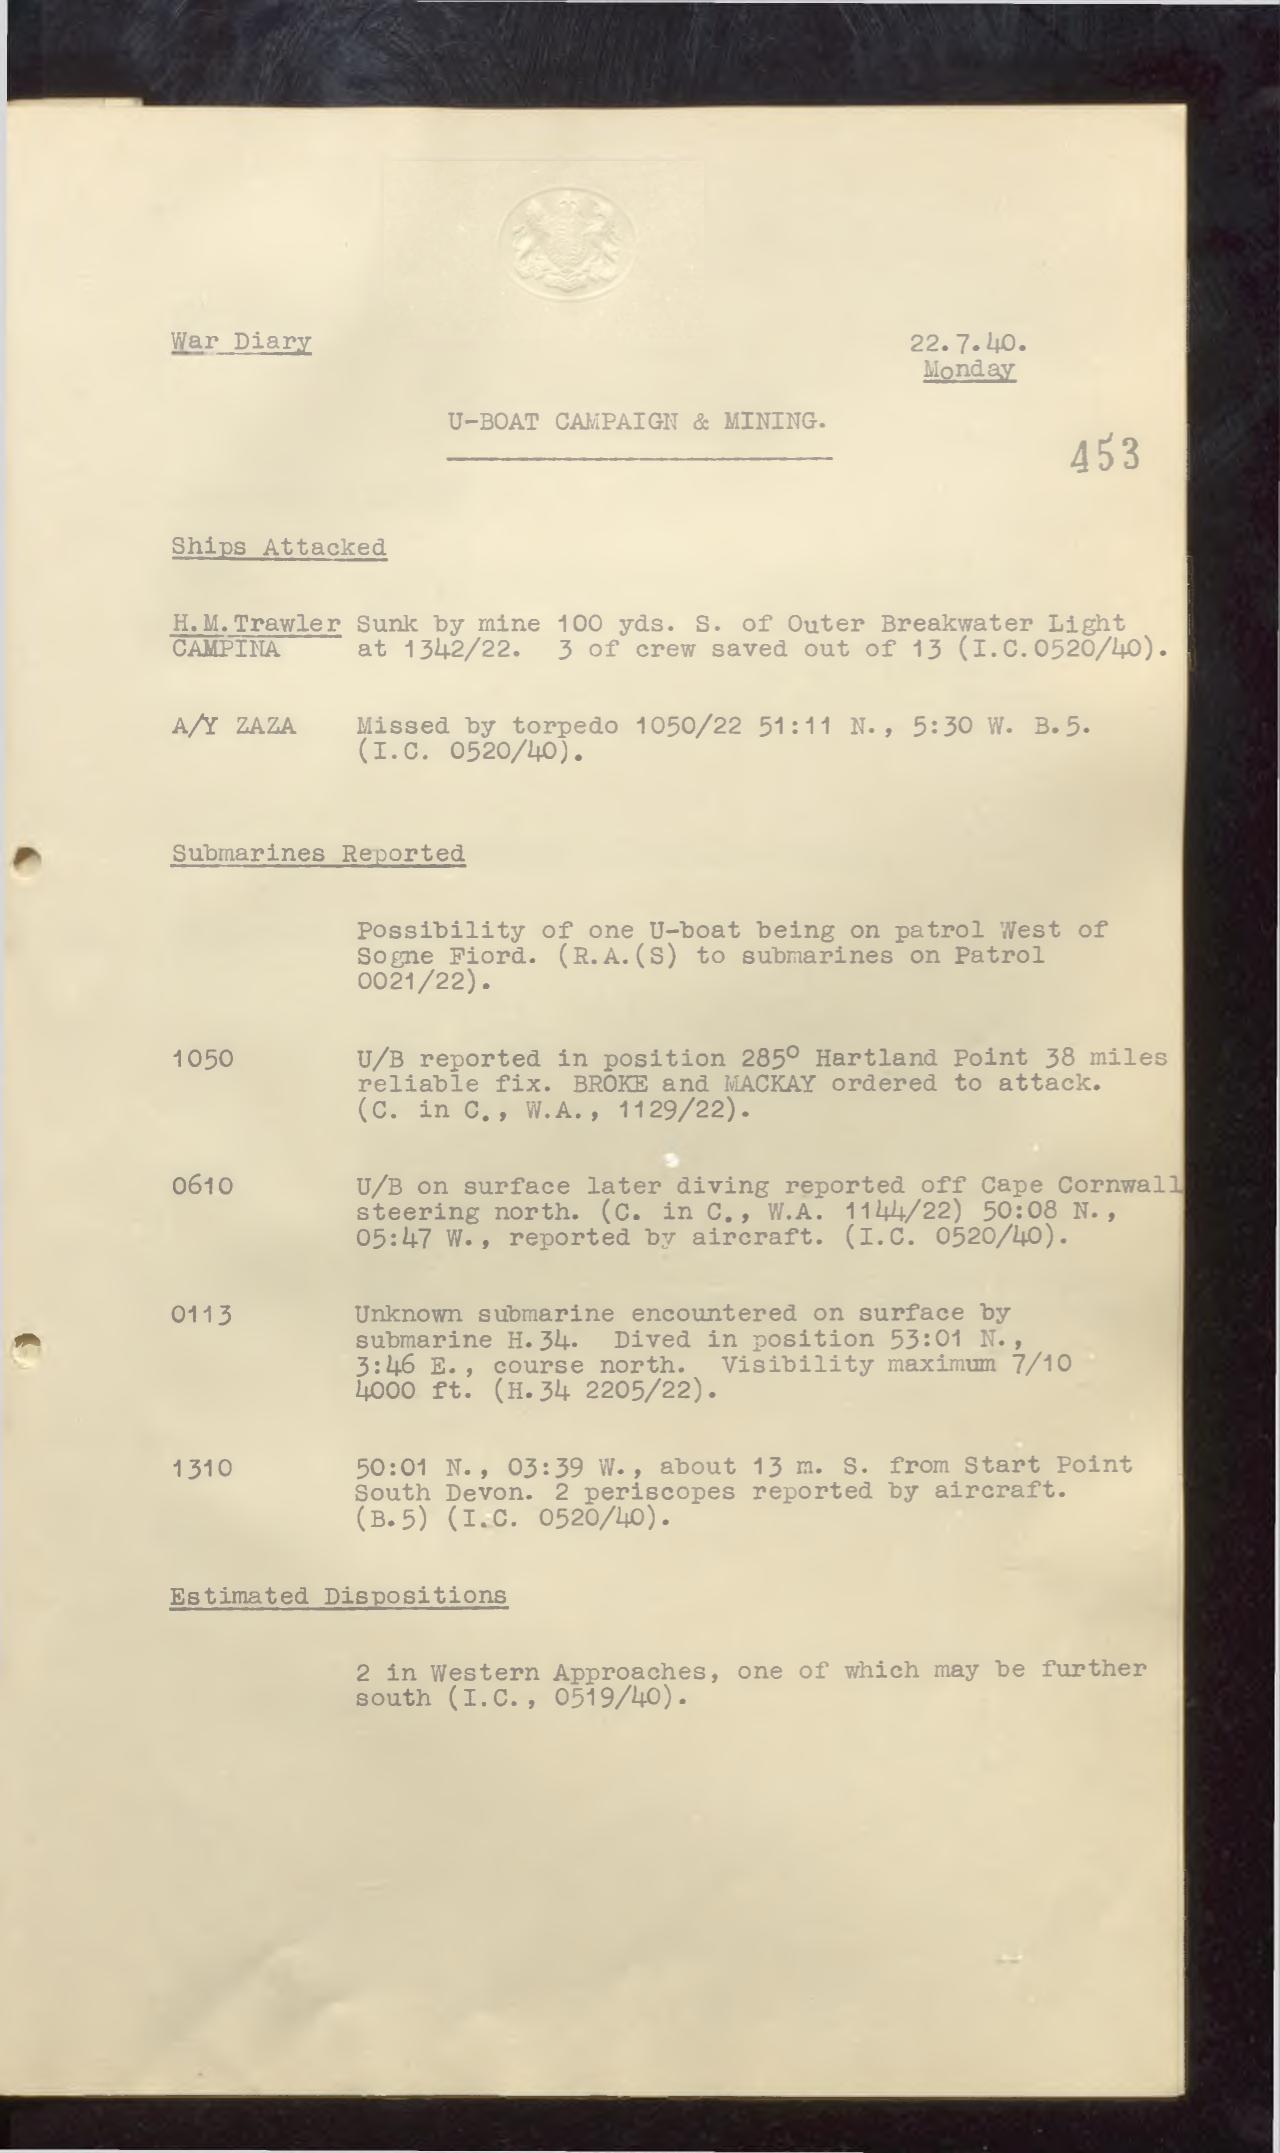 War Diary
22.7.40.
Monday
U-BOAT CAMPAIGN & MINING.
453
Ships Attacked
H.M.Trawler Sunk by mine 100 yds. S. of Outer Breakwater Light
CAMPINA at 1342/22. 3 of crew saved out of 13 (I.C.0520/40).
A/Y ZAZA Missed by torpedo 1050/22 51:11 N., 5:30 W. B.5.
(I.C. 0520/40).
Submarines Reported
Possibility of one U-boat being on patrol West of
Sogne Fiord. (R.A.(S) to submarines on Patrol
0021/22).
1050 U/B reported in position 285° Hartland Point 38 miles
reliable fix. BROKE and MACKAY ordered to attack.
(C. in C., W.A., 1129/22).
0610 U/B on surface later diving reported off Cape Cornwall
steering north. (C. in C., W.A. 1144/22) 50:08 N.,
05:47 W., reported by aircraft. (I.C. 0520/40).
0113 Unknown submarine encountered on surface by
submarine H.34. Dived in position 53:01 N.,
3:46 E., course north. Visibility maximum 7/10
4000 ft. (H.34 2205/22).
1310 50:01 N., 03:39 W., about 13 m. S. from Start Point
South Devon. 2 periscopes reported by aircraft.
(B.5) (I.C. 0520/40).
Estimated Dispositions
2 in Western Approaches, one of which may be further
south (I.C., 0519/40).